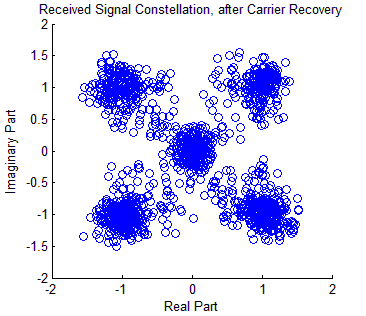 Received Signal Constellation, after Carrier Recovery
2
1.5
1
0.5
0
-0.5
-1
-1.5
-2
Imaginary Part
-2 -1 0 1 2
Real Part